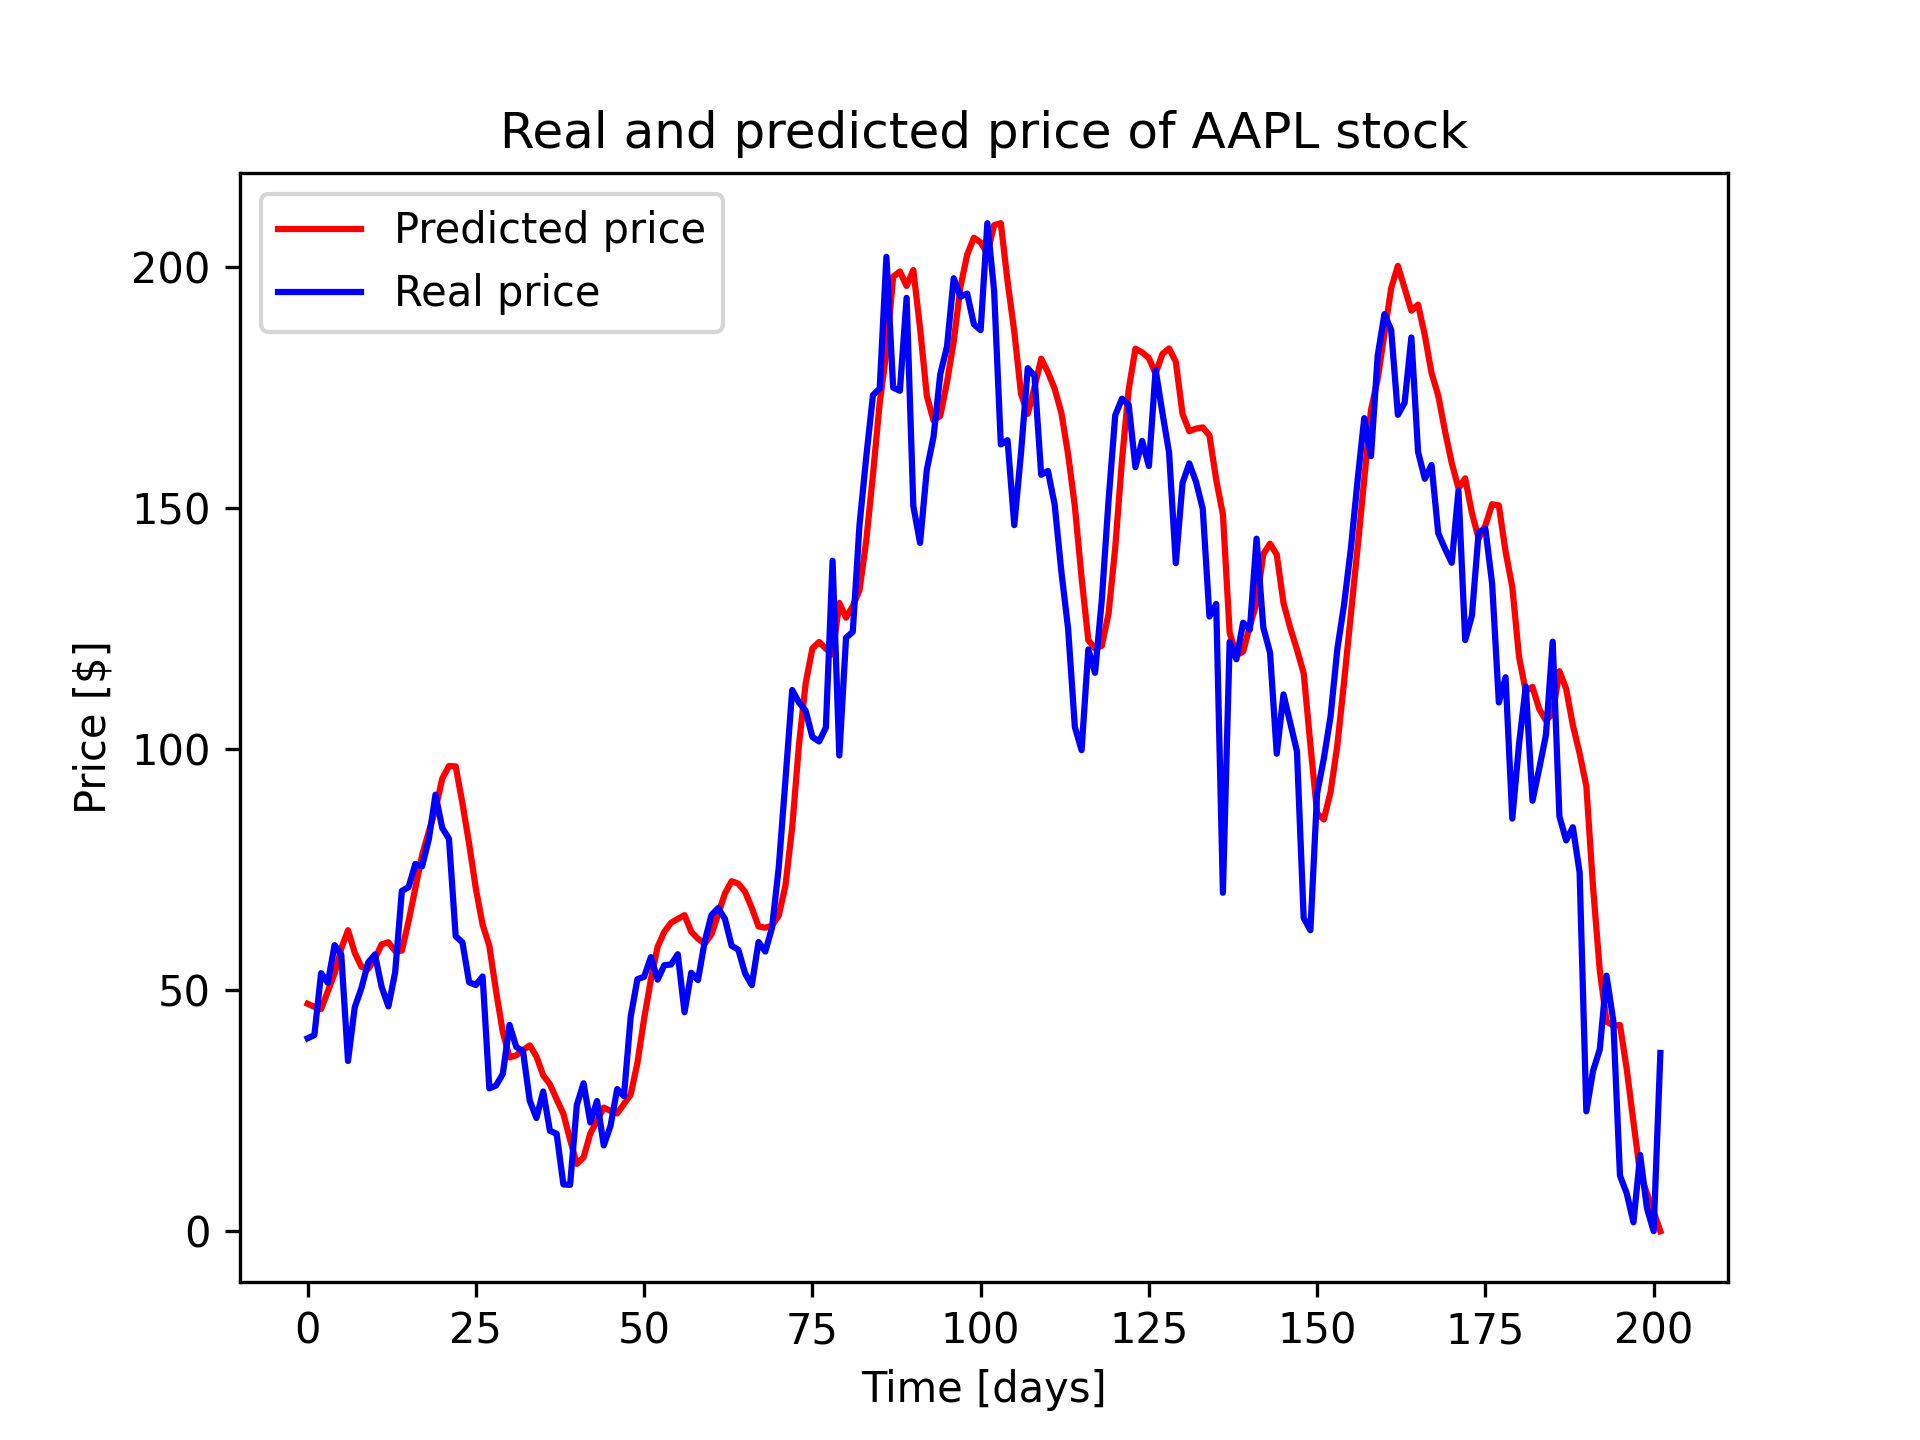 Real and predicted price of AAPL stock
Predicted price
Real price
Price [$]
200
150
100
50
0
0 25 50 75 100 125 150 175 200
Time [days]